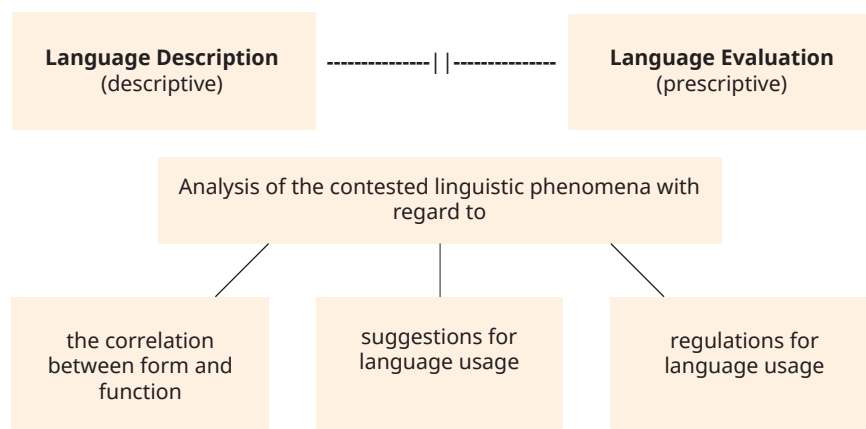 Language Description
(descriptive)
---------------||---------------
Language Evaluation
(prescriptive)
Analysis of the contested linguistic phenomena with
regard to
the correlation
between form and
function
suggestions for
language usage
regulations for
language usage